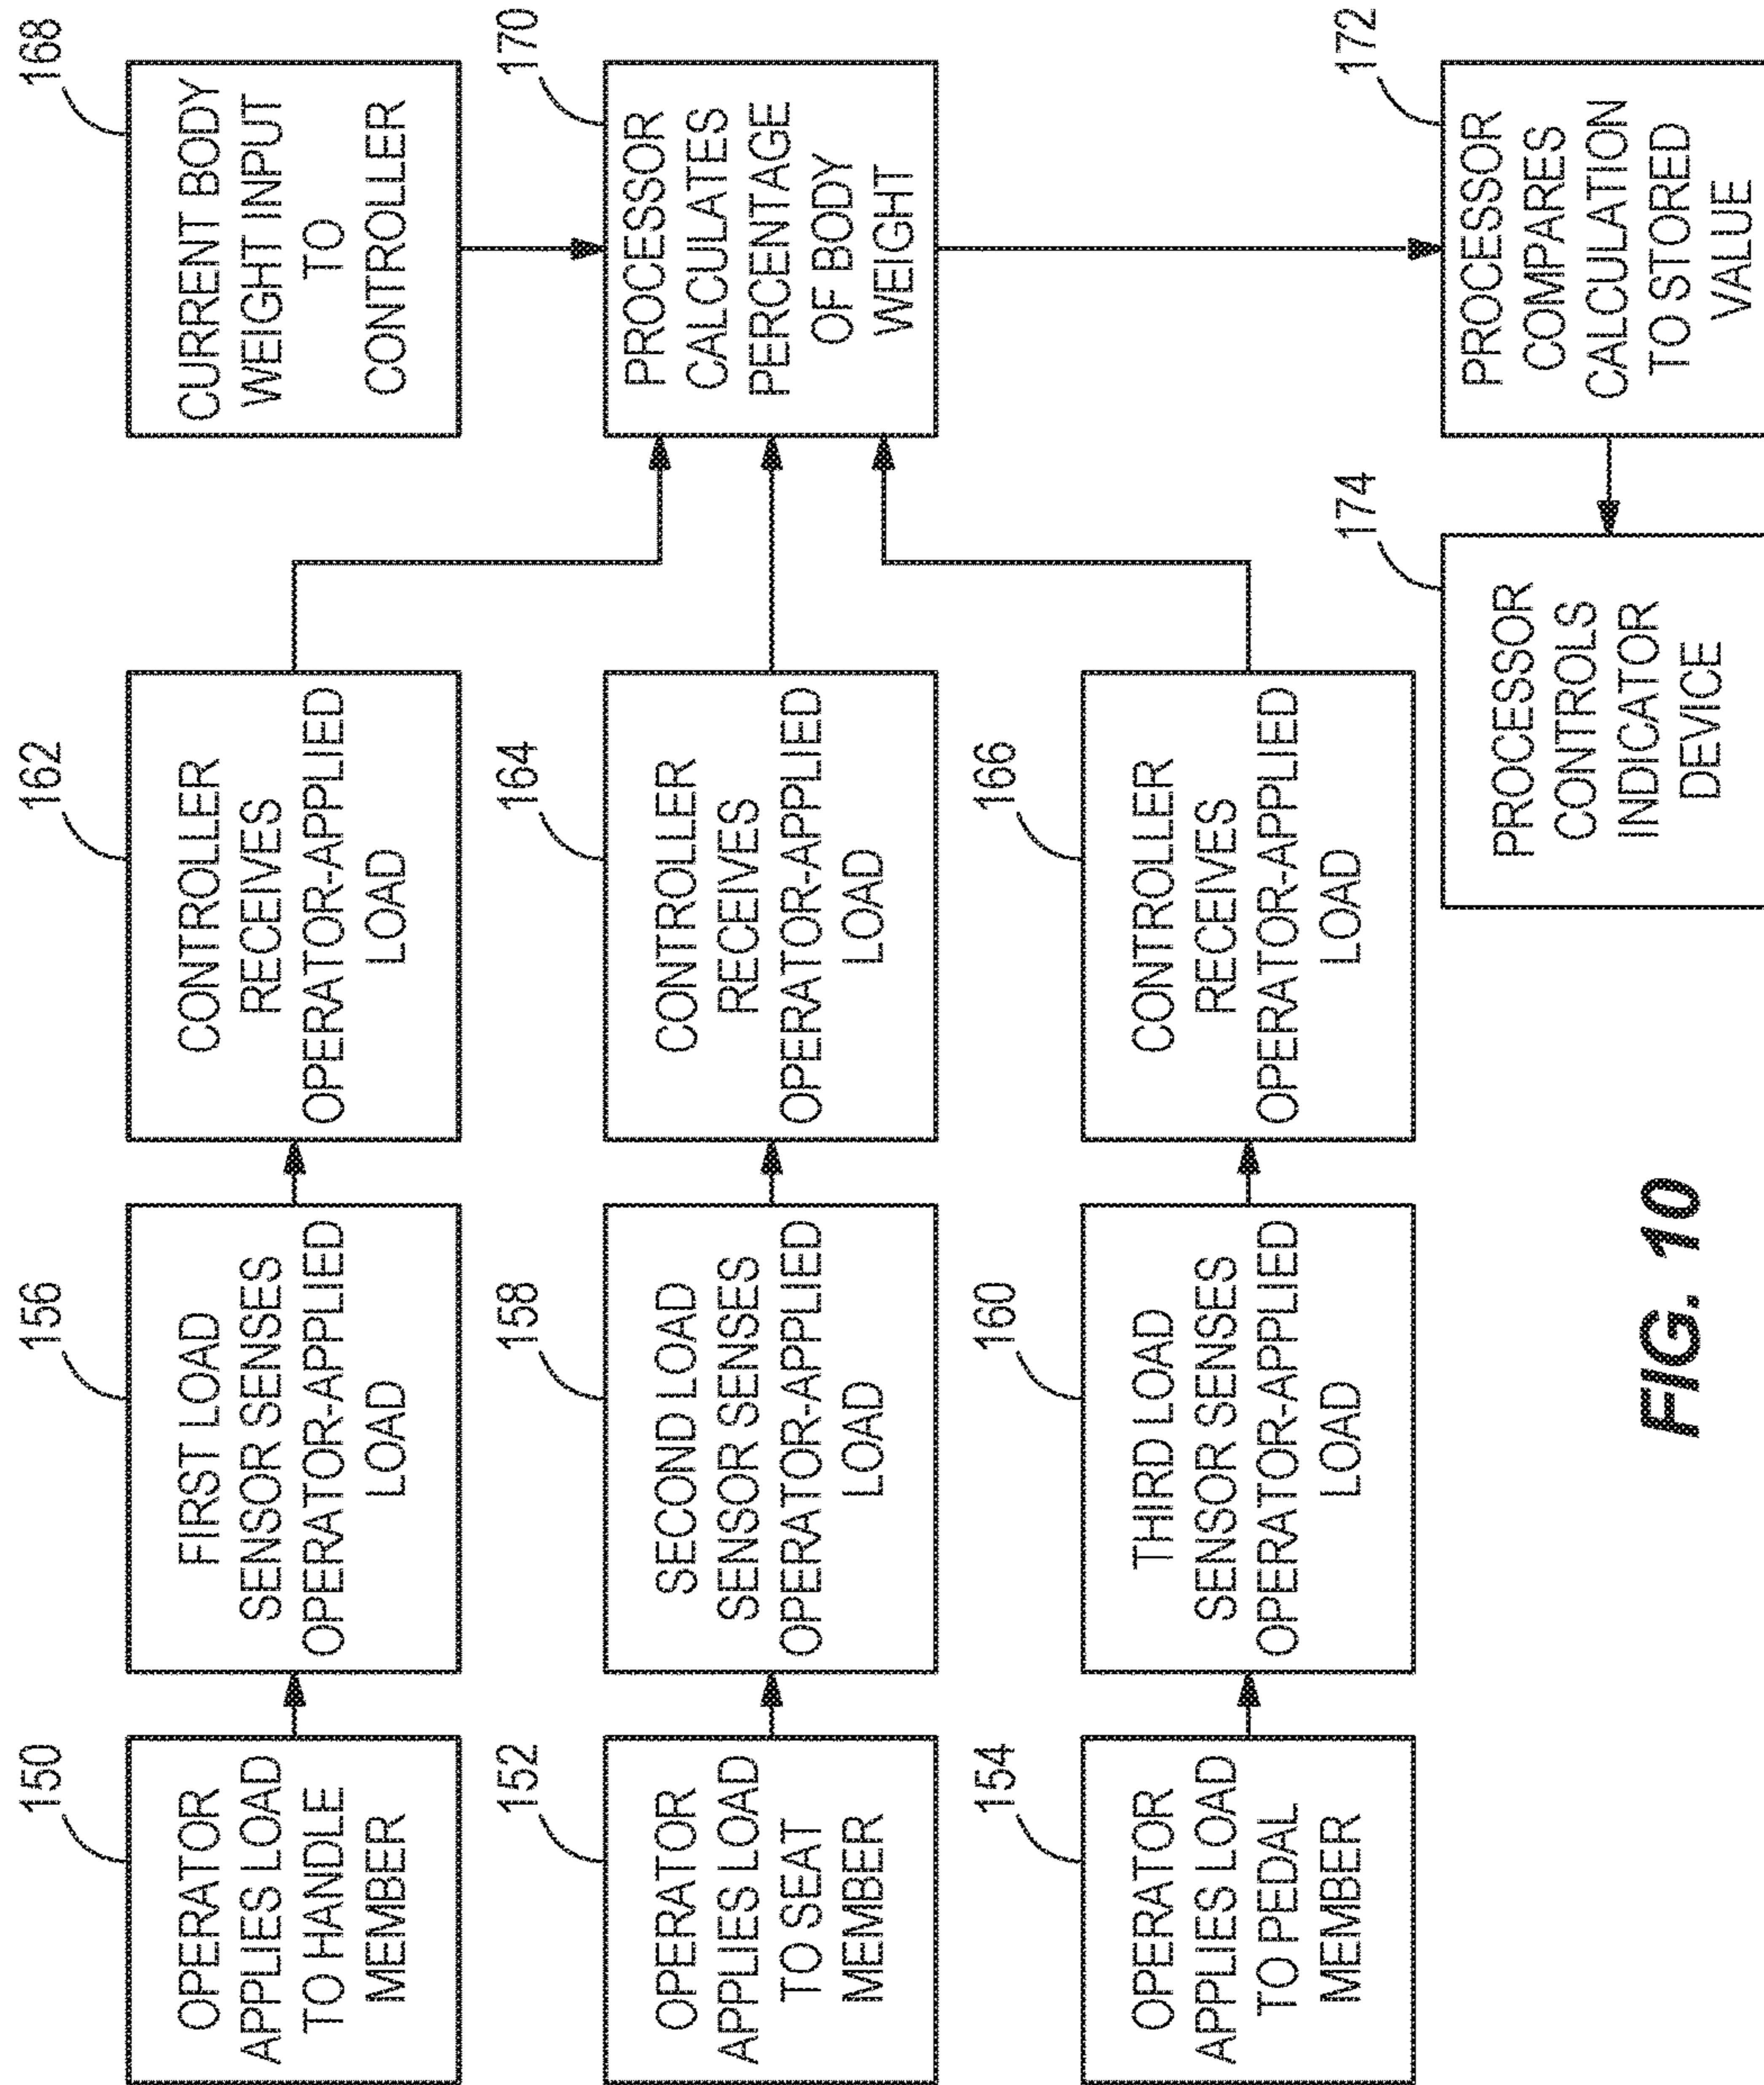 150
OPERATOR
APPLIES LOAD
TO HANDLE
MEMBER
156
FIRST LOAD
SENSOR SENSES
OPERATOR-APPLIED
LOAD
162
CONTROLLER
RECEIVES
OPERATOR-APPLIED
LOAD
168
CURRENT BODY
WEIGHT INPUT
TO
CONTROLLER
152
OPERATOR
APPLIES LOAD
TO SEAT
MEMBER
158
SECOND LOAD
SENSOR SENSES
OPERATOR-APPLIED
LOAD
164
CONTROLLER
RECEIVES
OPERATOR-APPLIED
LOAD
170
PROCESSOR
CALCULATES
PERCENTAGE
OF BODY
WEIGHT
154
OPERATOR
APPLIES LOAD
TO PEDAL
MEMBER
160
THIRD LOAD
SENSOR SENSES
OPERATOR-APPLIED
LOAD
166
CONTROLLER
RECEIVES
OPERATOR-APPLIED
LOAD
174
PROCESSOR
CONTROLS
INDICATOR
DEVICE
172
PROCESSOR
COMPARES
CALCULATION
TO STORED
VALUE
FIG. 10